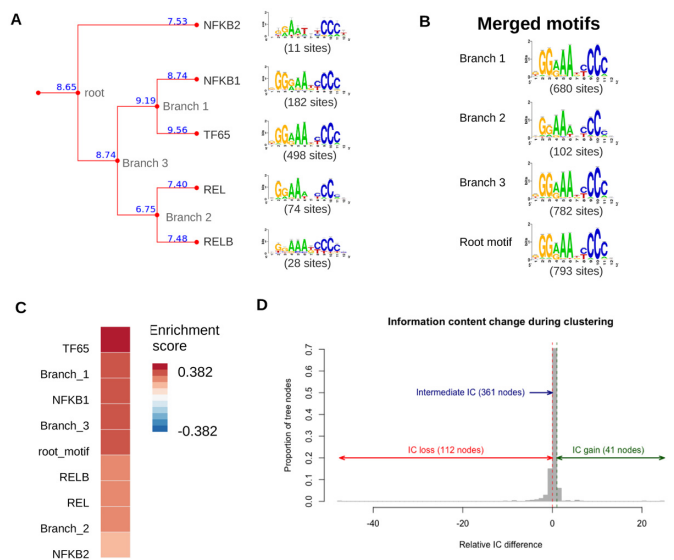 A
7.53
NFKB2
(11 sites)
8.65
root
8.74
NFKB1
(182 sites)
9.19
Branch 1
9.56
TF65
(498 sites)
8.74
Branch 3
7.40
REL
(74 sites)
6.75
Branch 2
7.48
RELB
(28 sites)
B
Merged motifs
Branch 1
(680 sites)
Branch 2
(102 sites)
Branch 3
(782 sites)
Root motif
(793 sites)
C
TF65
Branch_1
NFKB1
Branch_3
root_motif
RELB
REL
Branch_2
NFKB2
Enrichment
score
0.382
-0.382
D
Information content change during clustering
Proportion of tree nodes
0.7
0.6
0.5
0.4
0.3
0.2
0.1
0.0
Intermediate IC (361 nodes)
IC loss (112 nodes)
IC gain (41 nodes)
-40
-20
0
20
Relative IC difference